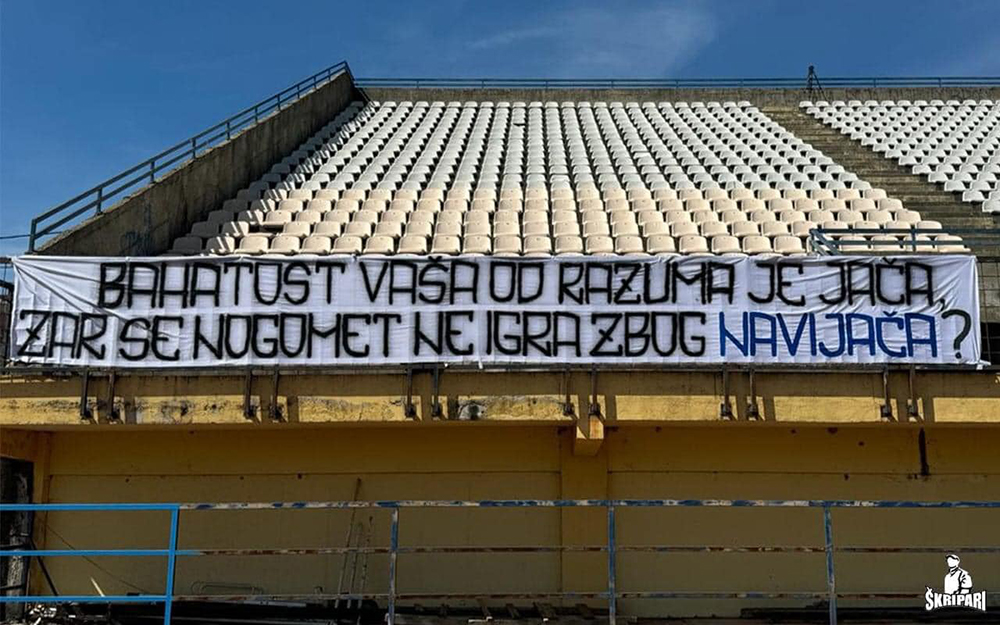 BAHATOST VAŠA OD RAZUMA JE JAČA,
ZAR SE NOGOMET NE IGRA ZBOG NAVIJAČA?
ŠKRIPARI